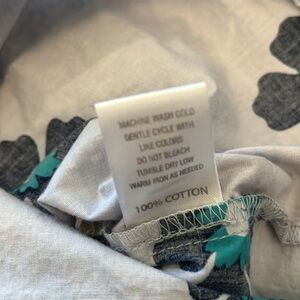 MACHINE WASH COLD
GENTLE CYCLE WITH
LIKE COLORS
DO NOT BLEACH
TUMBLE DRY LOW
WARM IRON AS NEEDED
100% COTTON